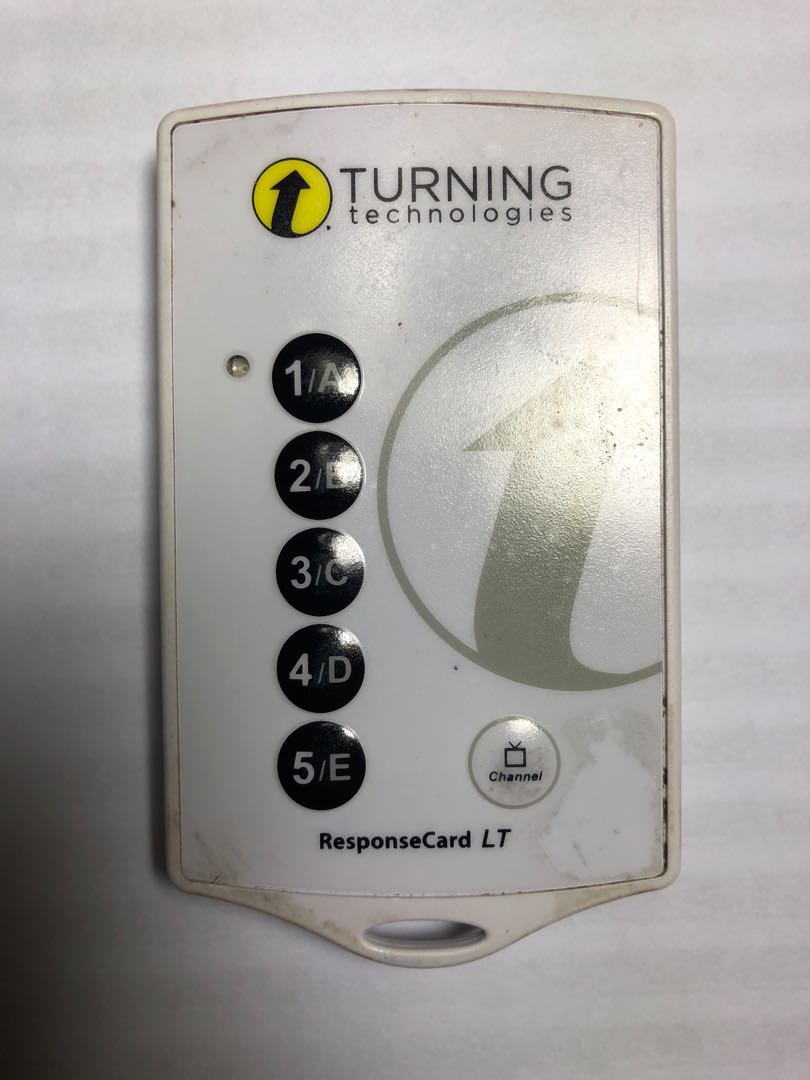 TURNING
technologies
1/A
2/B
3/C
4/D
5/E
Channel
ResponseCard LT